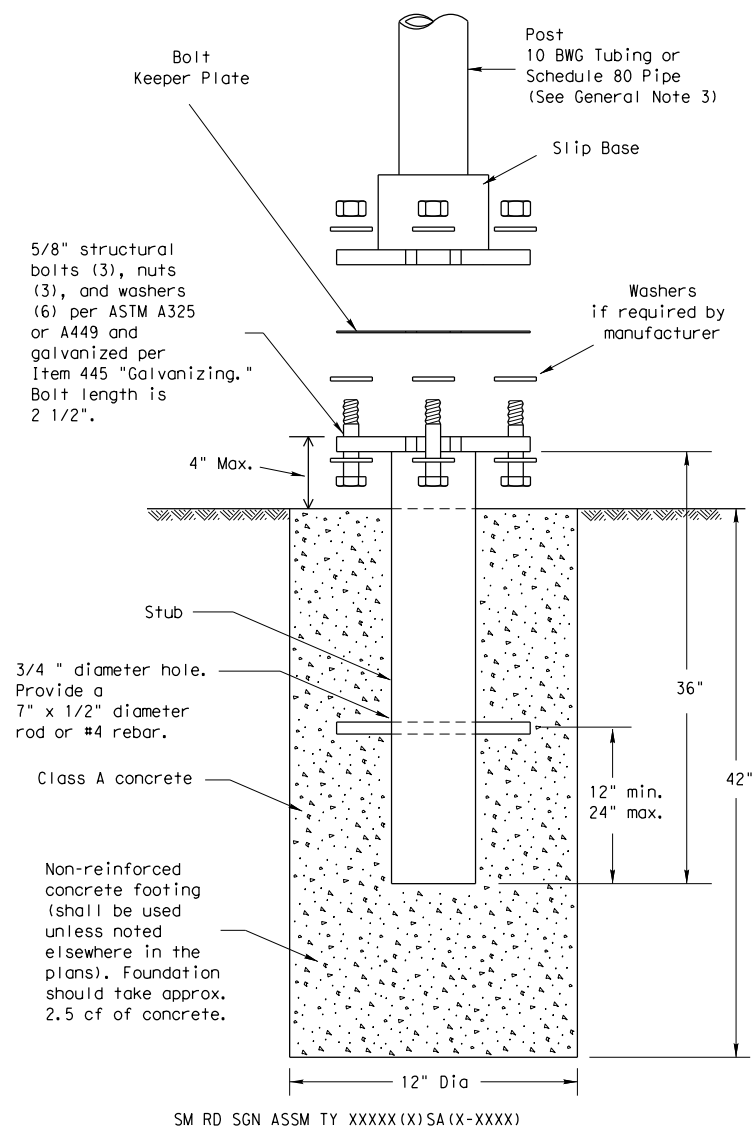 Bolt
Keeper Plate
Post
10 BWG Tubing or
Schedule 80 Pipe
(See General Note 3)
Slip Base
5/8" structural
bolts (3), nuts
(3), and washers
(6) per ASTM A325
or A449 and
galvanized per
Item 445 "Galvanizing."
Bolt length is
2 1/2".
Washers
if required by
manufacturer
4" Max.
Stub
3/4 " diameter hole.
Provide a
7" x 1/2" diameter
rod or #4 rebar.
36"
Class A concrete
12" min.
24" max.
42"
Non-reinforced
concrete footing
(shall be used
unless noted
elsewhere in the
plans). Foundation
should take approx.
2.5 cf of concrete.
12" Dia
SM RD SGN ASSM TY XXXXX(X)SA(X-XXXX)